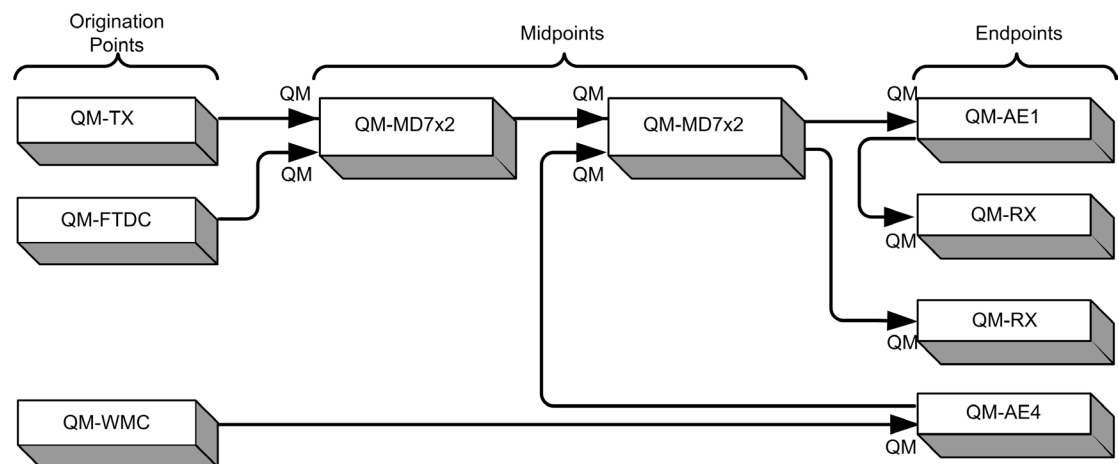 Origination
Points
Midpoints
Endpoints
QM-TX
QM
QM-MD7x2
QM
QM-MD7x2
QM
QM-AE1
QM
QM
QM-FTDC
QM-RX
QM
QM-RX
QM
QM-WMC
QM-AE4
QM